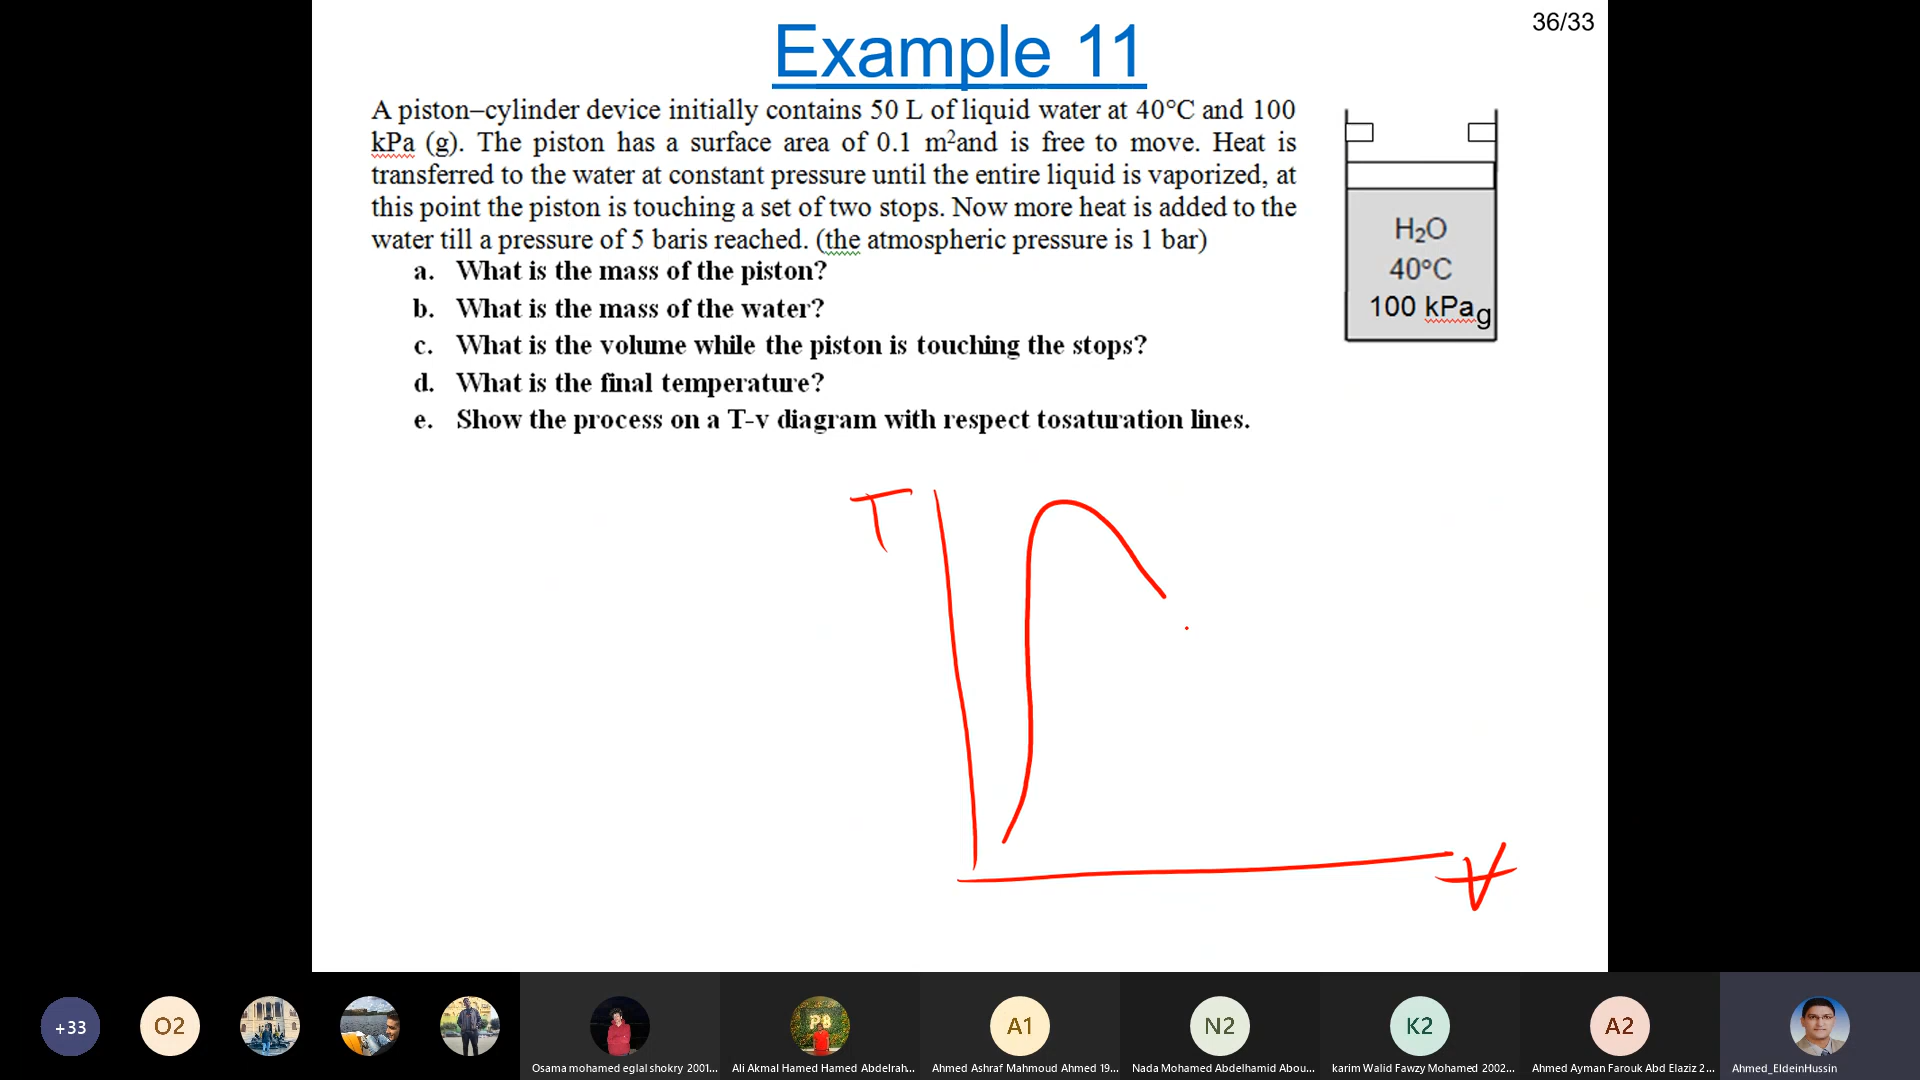 36/33
Example 11
A piston–cylinder device initially contains 50 L of liquid water at 40°C and 100
kPa (g). The piston has a surface area of 0.1 m²and is free to move. Heat is
transferred to the water at constant pressure until the entire liquid is vaporized, at
this point the piston is touching a set of two stops. Now more heat is added to the
water till a pressure of 5 baris reached. (the atmospheric pressure is 1 bar)
a. What is the mass of the piston?
b. What is the mass of the water?
c. What is the volume while the piston is touching the stops?
d. What is the final temperature?
e. Show the process on a T-v diagram with respect tosaturation lines.
H₂O
40°C
100 kPag
T
V
+33
O2
PB
A1
N2
K2
A2
Osama mohamed eglal shokry 2001...
Ali Akmal Hamed Hamed Abdelrah...
Ahmed Ashraf Mahmoud Ahmed 19...
Nada Mohamed Abdelhamid Abou...
karim Walid Fawzy Mohamed 2002...
Ahmed Ayman Farouk Abd Elaziz 2...
Ahmed_EldeinHussin